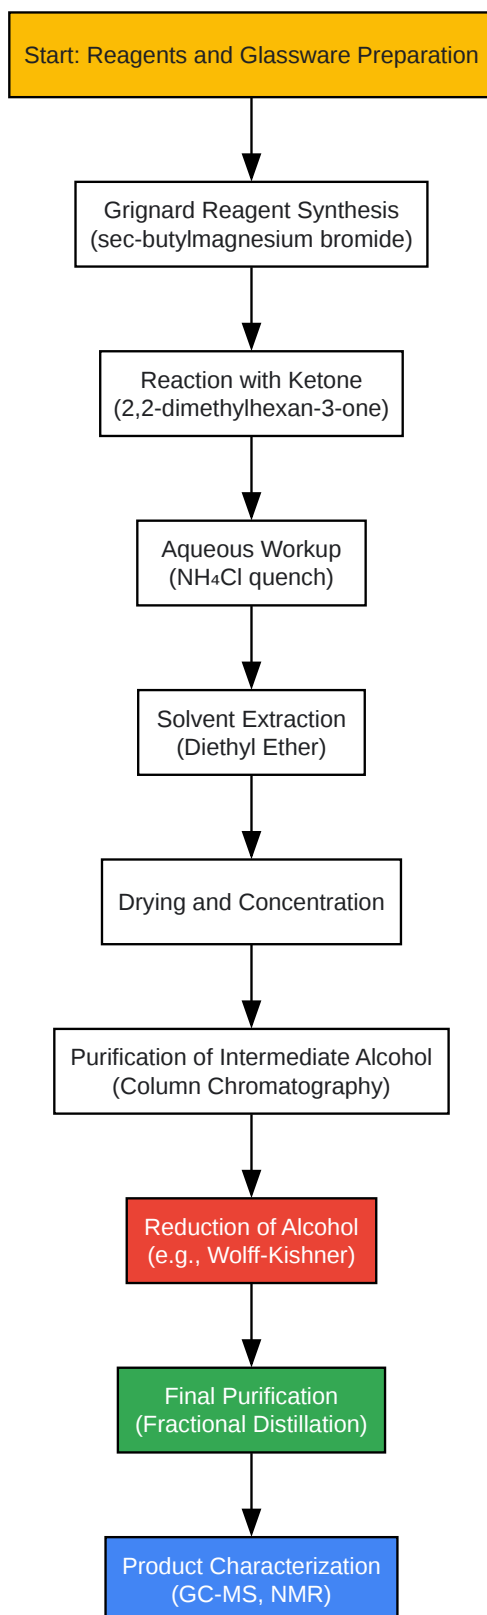 Start: Reagents and Glassware Preparation
Grignard Reagent Synthesis
(sec-butylmagnesium bromide)
Reaction with Ketone
(2,2-dimethylhexan-3-one)
Aqueous Workup
(NH₄Cl quench)
Solvent Extraction
(Diethyl Ether)
Drying and Concentration
Purification of Intermediate Alcohol
(Column Chromatography)
Reduction of Alcohol
(e.g., Wolff-Kishner)
Final Purification
(Fractional Distillation)
Product Characterization
(GC-MS, NMR)